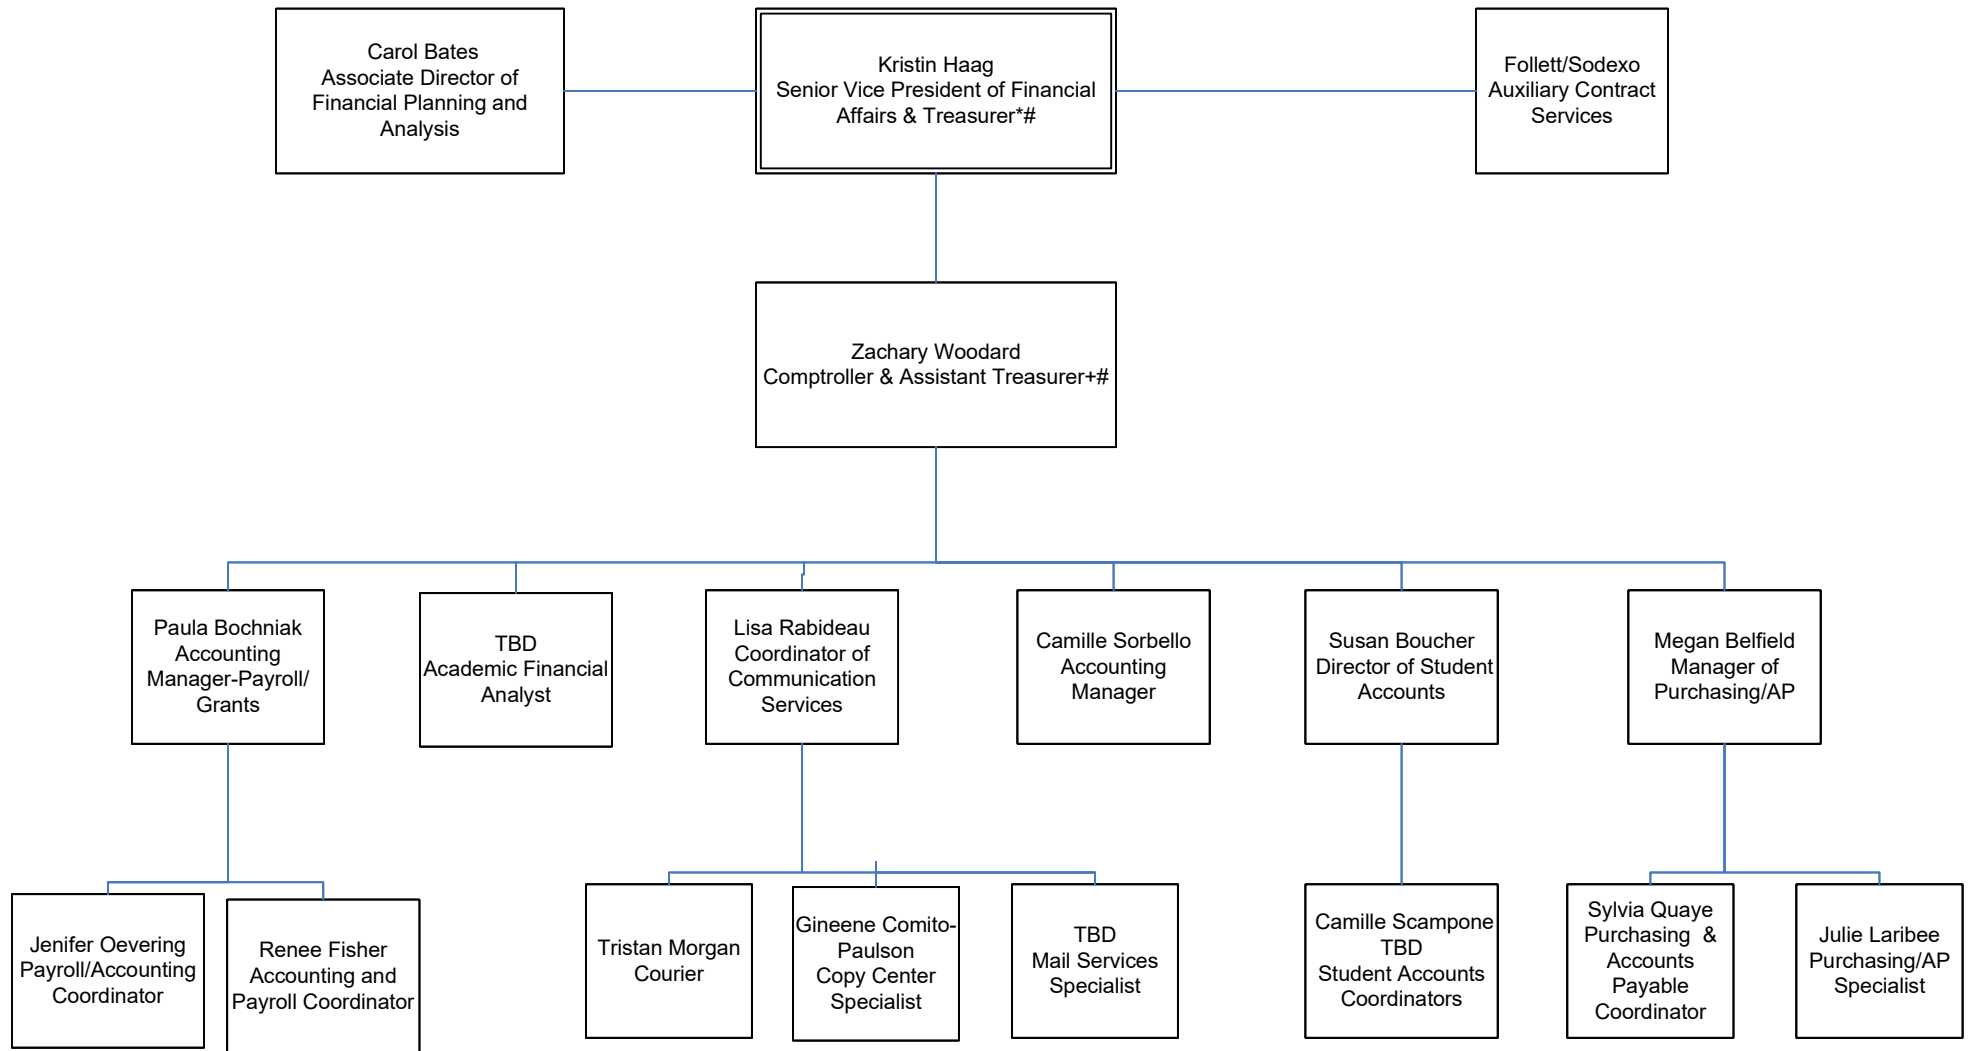 Carol Bates
Associate Director of
Financial Planning and
Analysis
Kristin Haag
Senior Vice President of Financial
Affairs & Treasurer*#
Follett/Sodexo
Auxiliary Contract
Services
Zachary Woodard
Comptroller & Assistant Treasurer+#
Paula Bochniak
Accounting
Manager-Payroll/
Grants
TBD
Academic Financial
Analyst
Lisa Rabideau
Coordinator of
Communication
Services
Camille Sorbello
Accounting
Manager
Susan Boucher
Director of Student
Accounts
Megan Belfield
Manager of
Purchasing/AP
Jenifer Oevering
Payroll/Accounting
Coordinator
Renee Fisher
Accounting and
Payroll Coordinator
Tristan Morgan
Courier
Gineene Comito-
Paulson
Copy Center
Specialist
TBD
Mail Services
Specialist
Camille Scampone
TBD
Student Accounts
Coordinators
Sylvia Quaye
Purchasing & 
Accounts
Payable
Coordinator
Julie Laribee
Purchasing/AP
Specialist